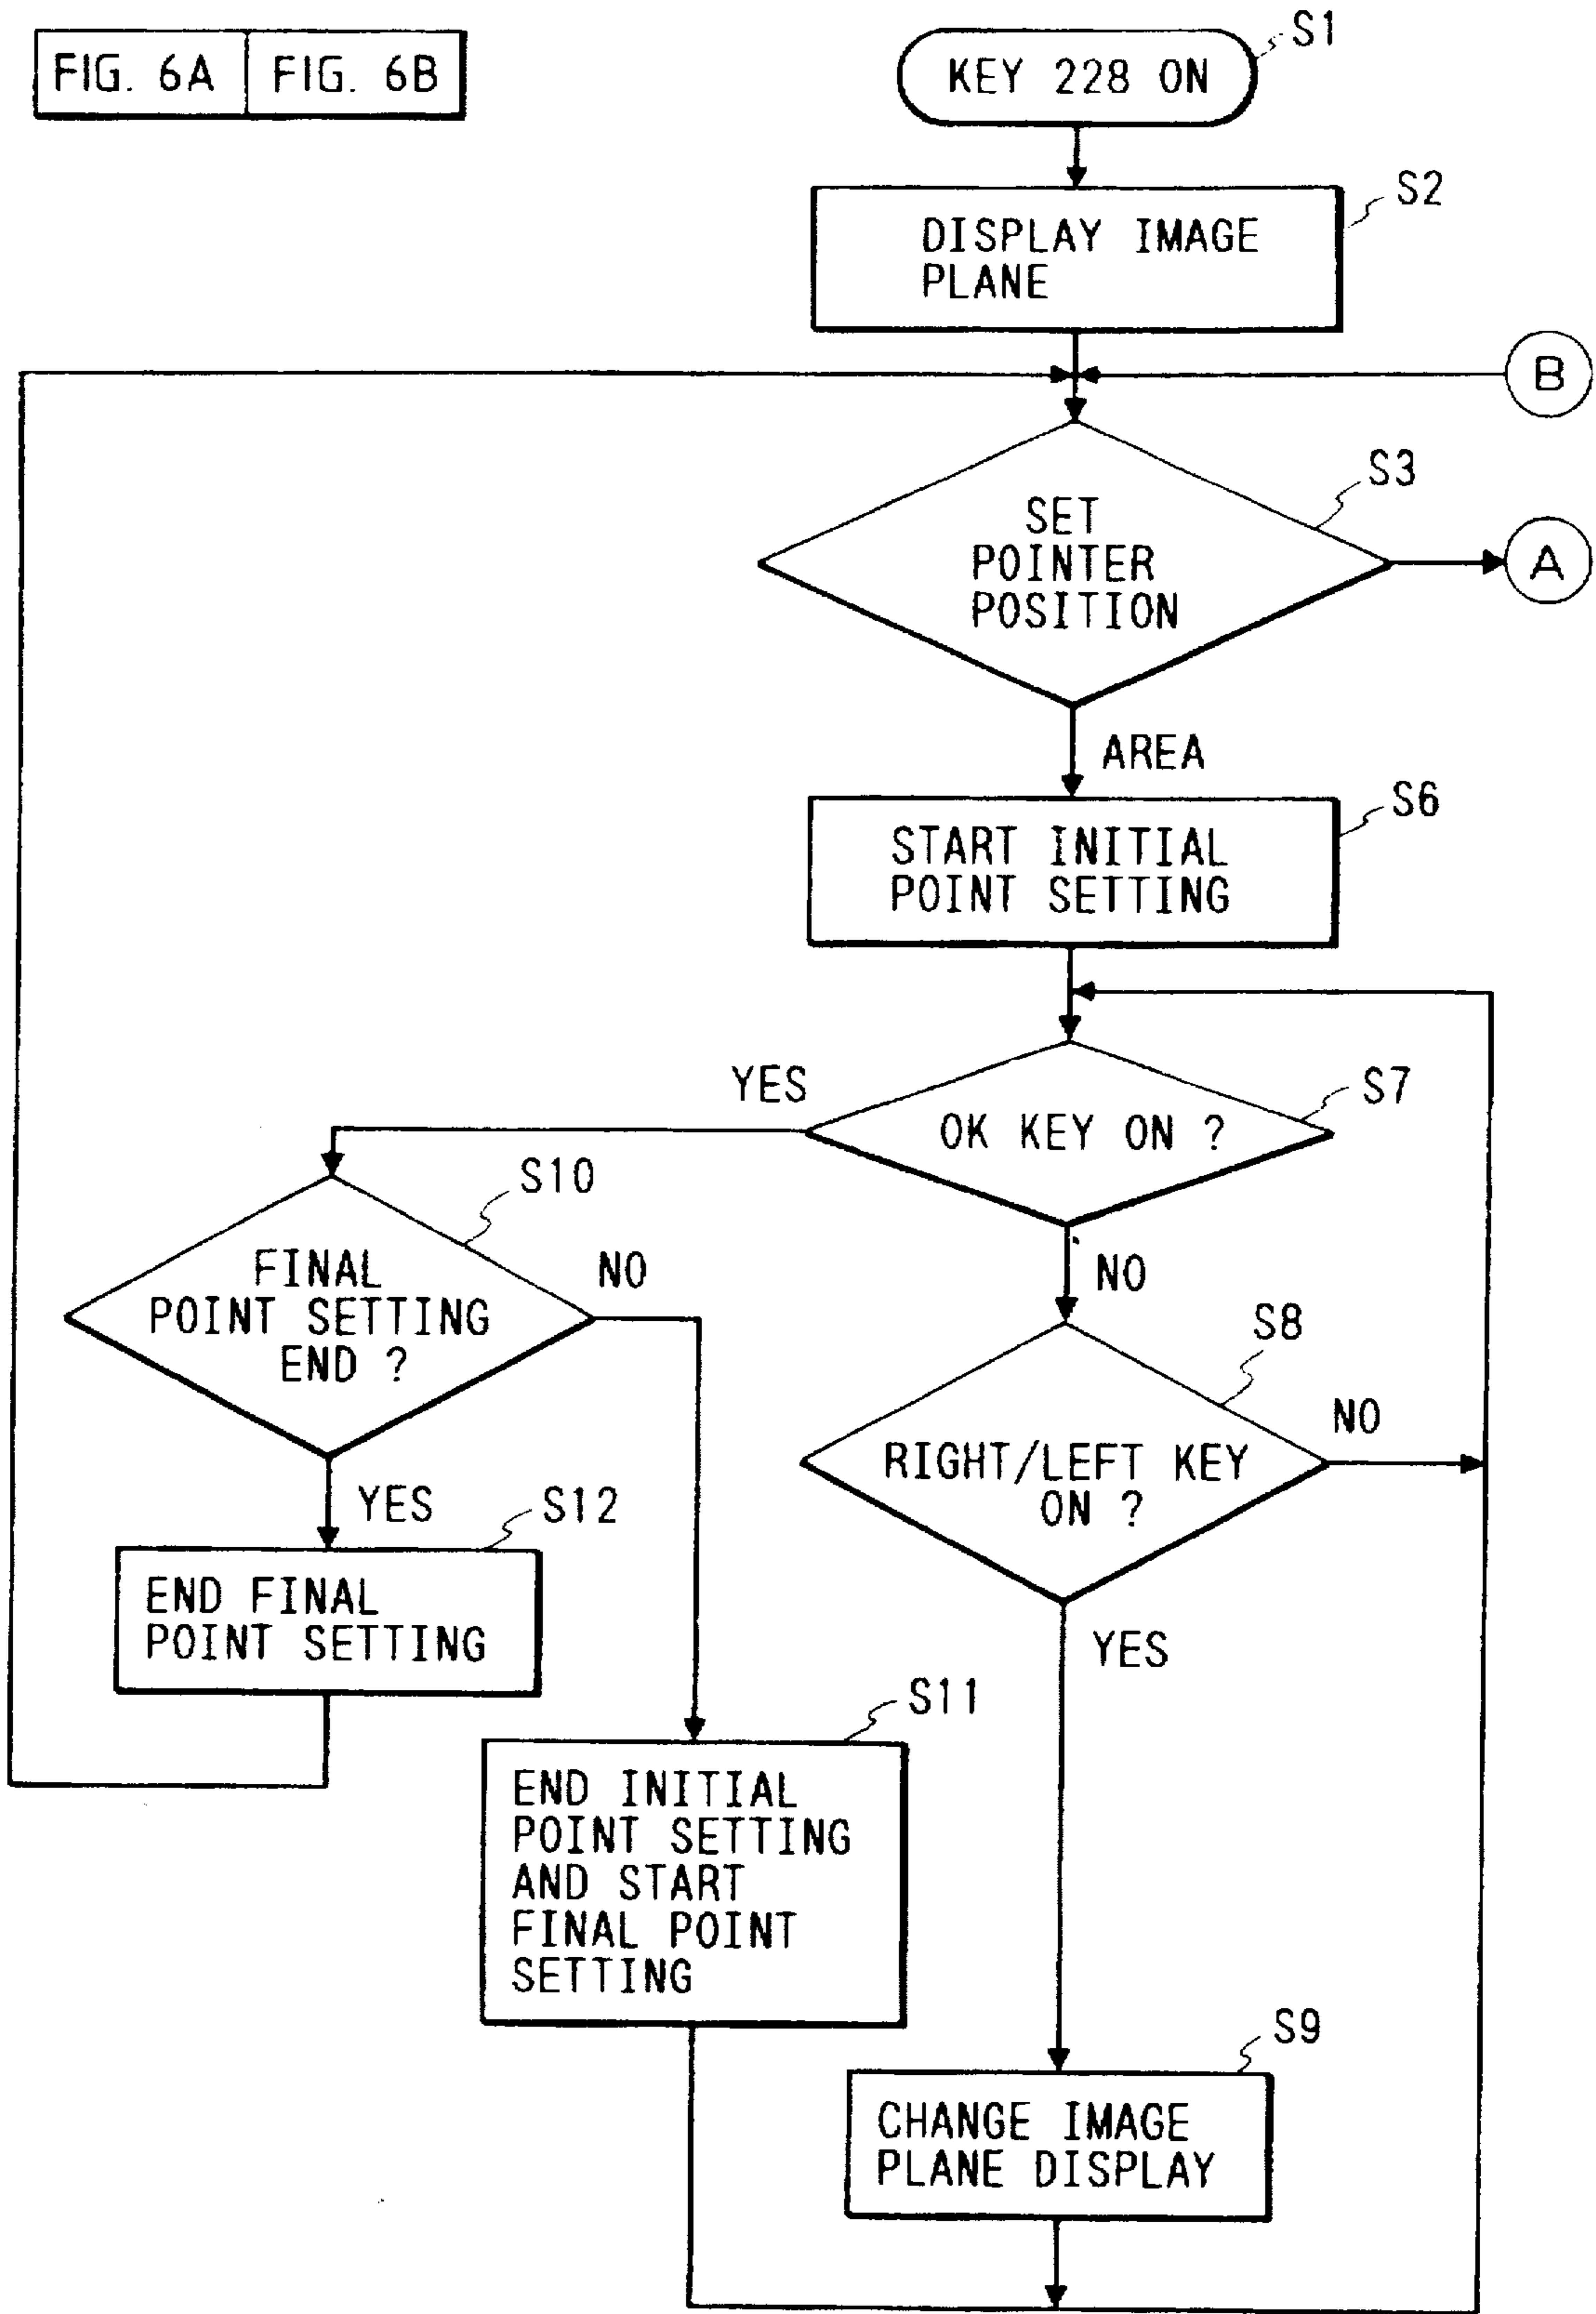 FIG. 6A FIG. 6B
KEY 228 ON
S1
DISPLAY IMAGE
PLANE
S2
B
SET
POINTER
POSITION
S3
A
AREA
START INITIAL
POINT SETTING
S6
YES
OK KEY ON ?
S7
S10
FINAL
POINT SETTING
END ?
NO
NO
S8
RIGHT/LEFT KEY
ON ?
NO
YES
S12
END FINAL
POINT SETTING
YES
S11
END INITIAL
POINT SETTING
AND START
FINAL POINT
SETTING
S9
CHANGE IMAGE
PLANE DISPLAY